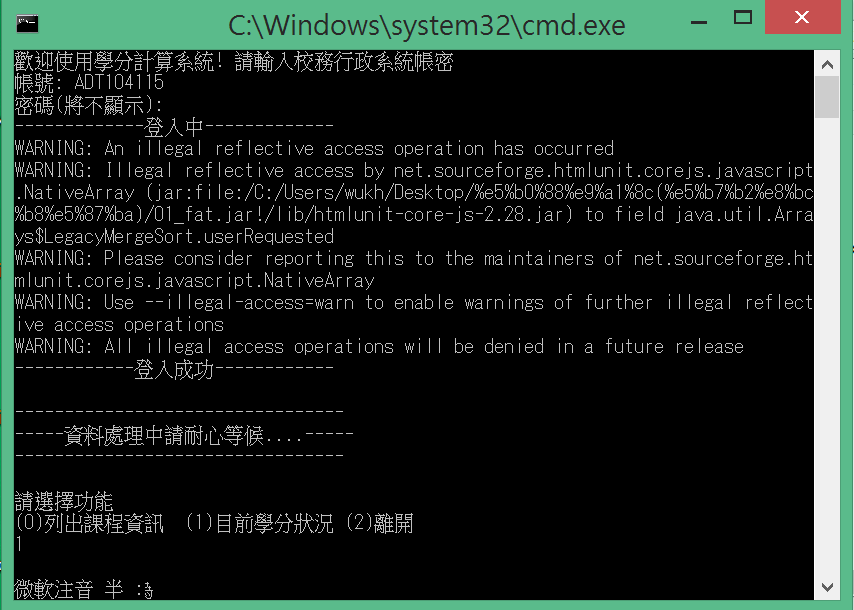 C:\Windows\system32\cmd.exe
歡迎使用學分計算系統! 請輸入校務行政系統帳密
帳號: ADT104115
密碼(將不顯示):
-------------登入中-------------
WARNING: An illegal reflective access operation has occurred
WARNING: Illegal reflective access by net.sourceforge.htmlunit.corejs.javascript
.NativeArray (jar:file:/C:/Users/wukh/Desktop/%e5%b0%88%e9%a1%8c(%e5%b7%b2%e8%bc
%b8%e5%87%ba)/01_fat.jar!/lib/htmlunit-core-js-2.28.jar) to field java.util.Arra
ys$LegacyMergeSort.userRequested
WARNING: Please consider reporting this to the maintainers of net.sourceforge.ht
mlunit.corejs.javascript.NativeArray
WARNING: Use --illegal-access=warn to enable warnings of further illegal reflect
ive access operations
WARNING: All illegal access operations will be denied in a future release
------------登入成功------------
---------------------------------
-----資料處理中請耐心等候....-----
---------------------------------
請選擇功能
(0)列出課程資訊  (1)目前學分狀況 (2)離開
1
微軟注音 半 :